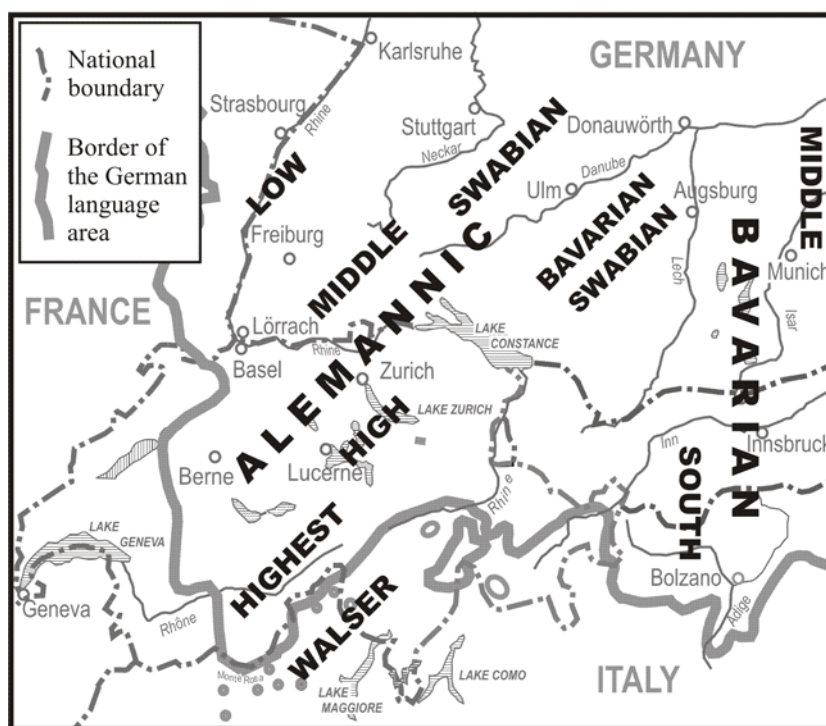 National
boundary
Border of
the German
language
area
Karlsruhe
GERMANY
Strasbourg
Rhine
Stuttgart
Neckar
Donauwörth
MIDDLE
LOW
SWABIAN
Danube
Ulm
Augsburg
Freiburg
MIDDLE
BAVARIAN
SWABIAN
BAVARIAN
Munich
Lech
Isar
FRANCE
ALEMANNIC
Lörrach
Basel
Rhine
LAKE
CONSTANCE
Zurich
LAKE ZURICH
HIGH
Berne
Lucerne
Inn
Innsbruck
SOUTH
Rhine
HIGHEST
LAKE
GENEVA
Geneva
Rhône
WALSER
Bolzano
Adige
Monte Rosa
LAKE
MAGGIORE
LAKE COMO
ITALY